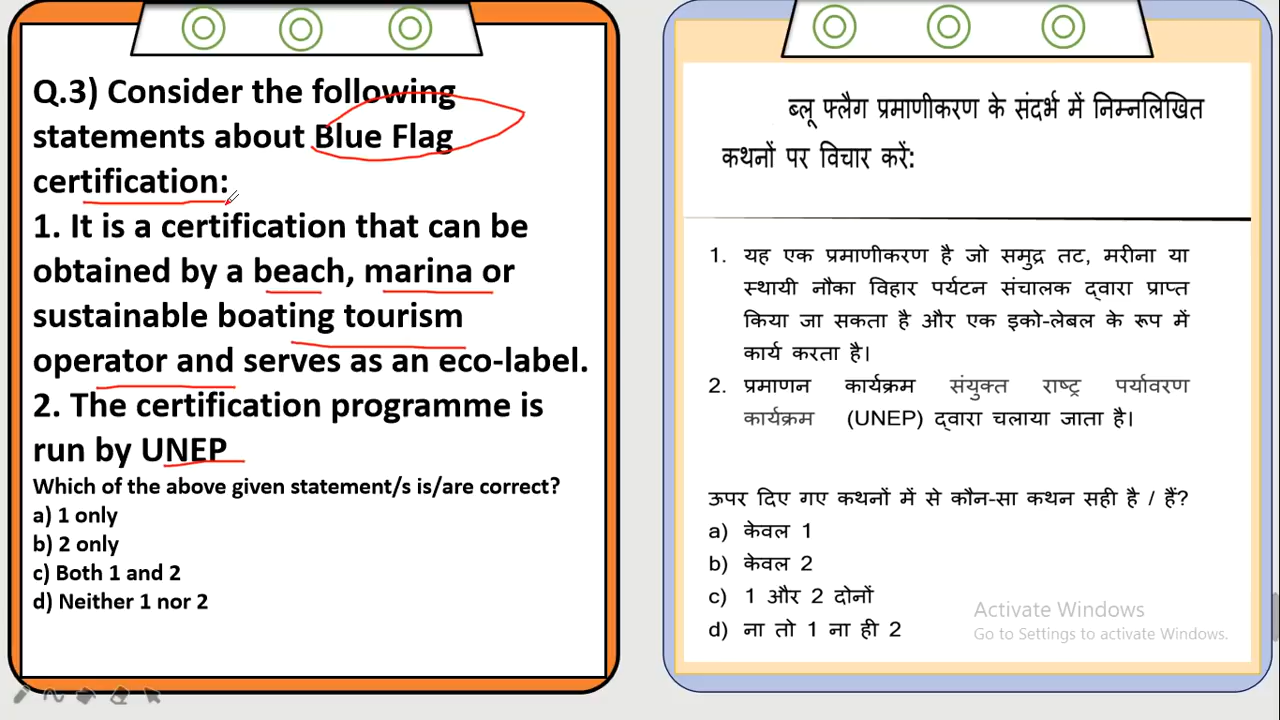 Q.3) Consider the following
statements about Blue Flag
certification:
1. It is a certification that can be
obtained by a beach, marina or
sustainable boating tourism
operator and serves as an eco-label.
2. The certification programme is
run by UNEP
Which of the above given statement/s is/are correct?
a) 1 only
b) 2 only
c) Both 1 and 2
d) Neither 1 nor 2
ब्लू फ्लैग प्रमाणीकरण के संदर्भ में निम्नलिखित
कथनों पर विचार करें:
1. यह एक प्रमाणीकरण है जो समुद्र तट, मरीना या
स्थायी नौका विहार पर्यटन संचालक द्वारा प्राप्त
किया जा सकता है और एक इको-लेबल के रूप में
कार्य करता है।
2. प्रमाणन कार्यक्रम संयुक्त राष्ट्र पर्यावरण
कार्यक्रम (UNEP) द्वारा चलाया जाता है।
ऊपर दिए गए कथनों में से कौन-सा कथन सही है / हैं?
a) केवल 1
b) केवल 2
c) 1 और 2 दोनों
d) ना तो 1 ना ही 2
Activate Windows
Go to Settings to activate Windows.